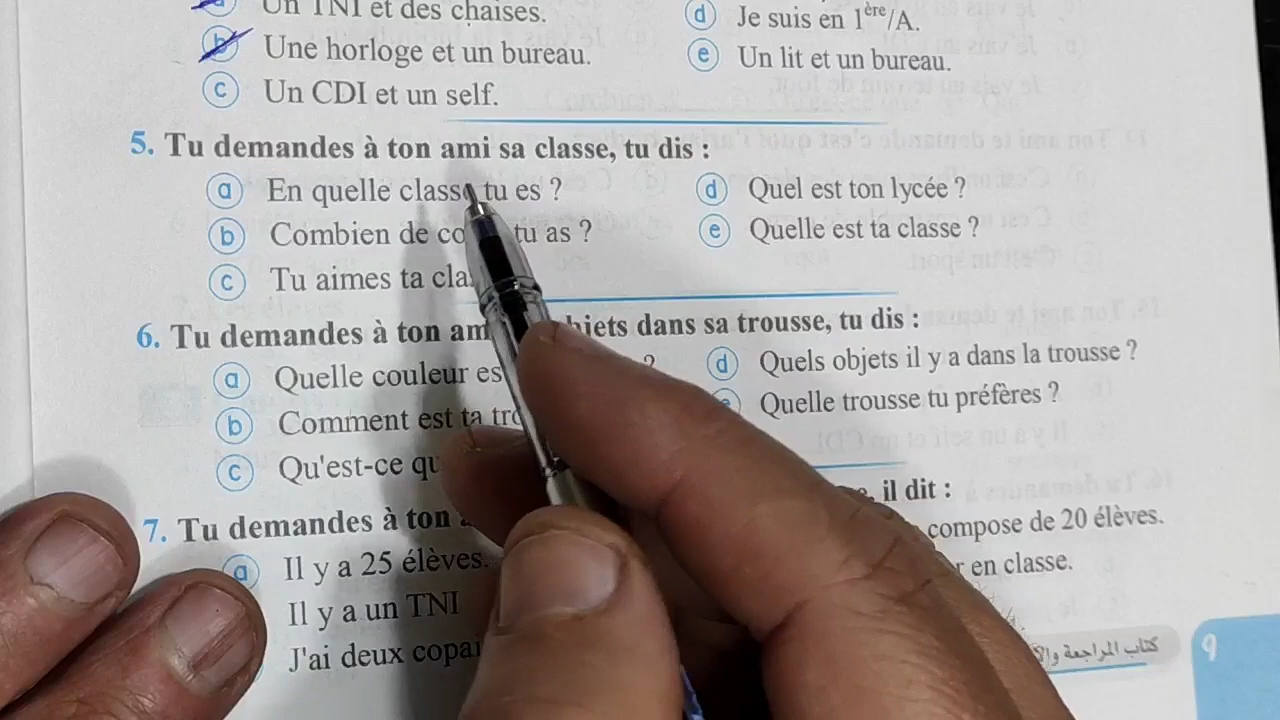 Un TNI et des chaises.
d Je suis en 1ère/A.
b Une horloge et un bureau.
e Un lit et un bureau.
c Un CDI et un self.
5. Tu demandes à ton ami sa classe, tu dis :
a En quelle classe tu es ?
d Quel est ton lycée ?
b Combien de tu as ?
e Quelle est ta classe ?
c Tu aimes ta
6. Tu demandes à ton dans sa trousse, tu dis :
a Quelle couleur ?
d Quels objets il y a dans la trousse ?
b Comment est ta
e Quelle trousse tu préfères ?
c Qu'est-ce
7. Tu demandes à ton il dit :
a Il y a 25 élèves.
compose de 20 élèves.
Il y a un TNI
en classe.
J'ai deux
كتاب المراجعة
9